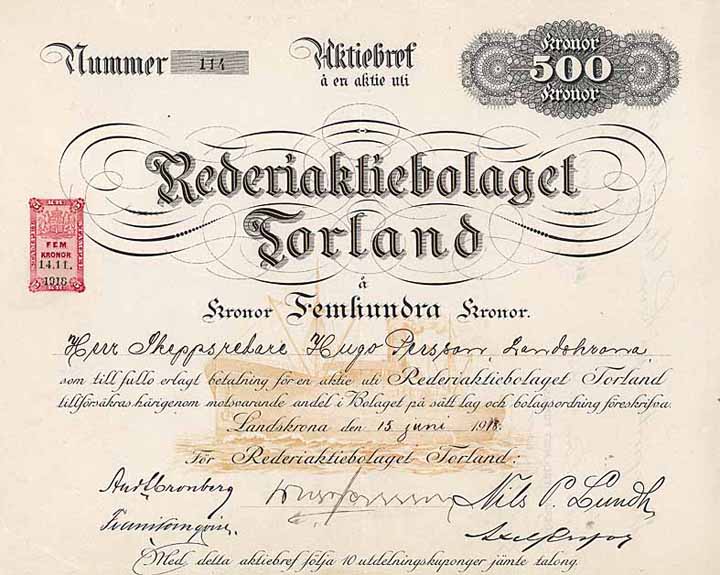 Nummer 114
Aktiebref
à en aktie uti
Kronor
500
Kronor
Rederiaktiebolaget
Torland
STÄMPEL
FEM
KRONOR
14.11.
1918
à
Kronor Femhundra Kronor.
Herr Skeppsredare Hugo Persson, Landskrona,
som till fullo erlagt betalning för en aktie uti Rederiaktiebolaget Torland
tillförsäkras härigenom motsvarande andel i Bolaget på sätt lag och bolagsordning föreskrifva.
Landskrona den 15 juni 1918.
För Rederiaktiebolaget Torland:
Aud. Cronberg
Nils P. Lundh
Med detta aktiebref följa 10 utdelningskuponger jämte talong.